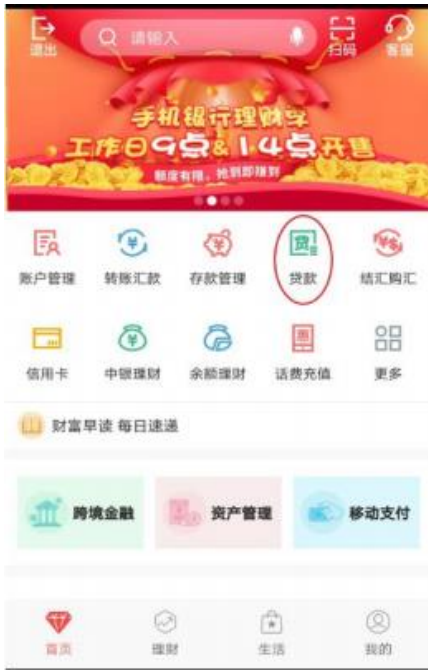 请输入
退出
扫码
客服
手机银行理财享
工作日9点&14点开售
额度有限，抢到即赚到
账户管理
转账汇款
存款管理
贷
贷款
结汇购汇
信用卡
中银理财
余额理财
话费充值
更多
财富早读 每日速递
跨境金融
资产管理
移动支付
首页
理财
生活
我的